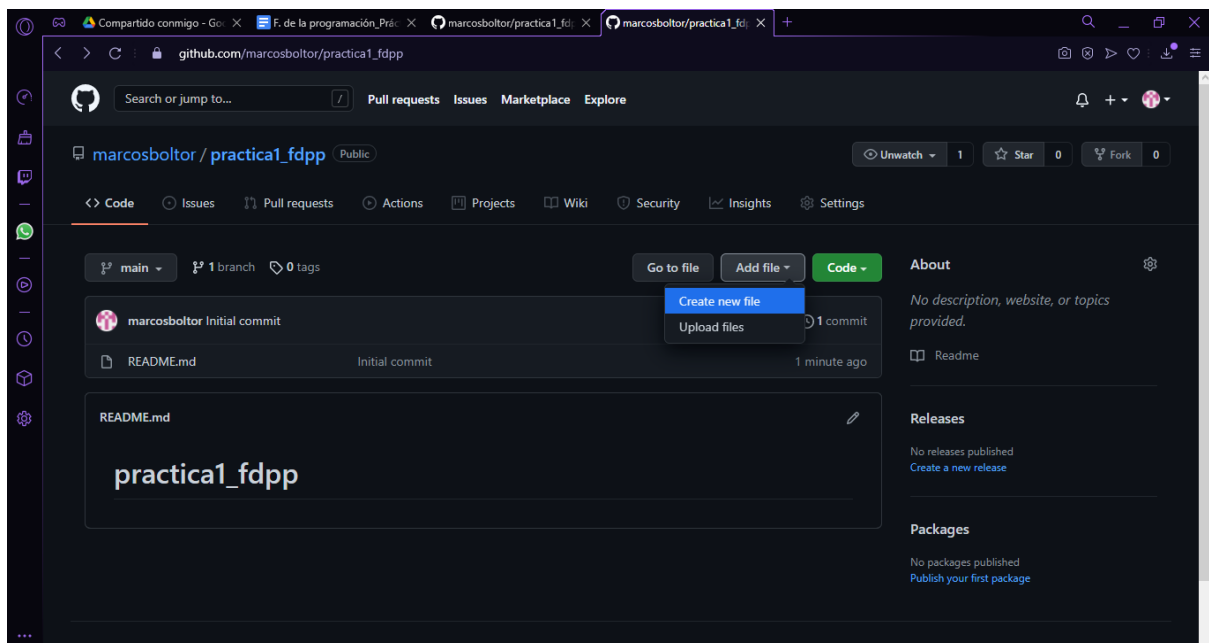 Compartido conmigo - Goo
F. de la programación_Prác
marcosboltor/practica1_fdp
marcosboltor/practica1_fdp
github.com/marcosboltor/practica1_fdpp
Search or jump to...
/
Pull requests Issues Marketplace Explore
marcosboltor / practica1_fdpp Public
Unwatch 1 Star 0 Fork 0
<> Code Issues Pull requests Actions Projects Wiki Security Insights Settings
main 1 branch 0 tags
Go to file Add file Code
Create new file
Upload files
marcosboltor Initial commit
1 commit
README.md Initial commit 1 minute ago
README.md
practica1_fdpp
About
No description, website, or topics
provided.
Readme
Releases
No releases published
Create a new release
Packages
No packages published
Publish your first package